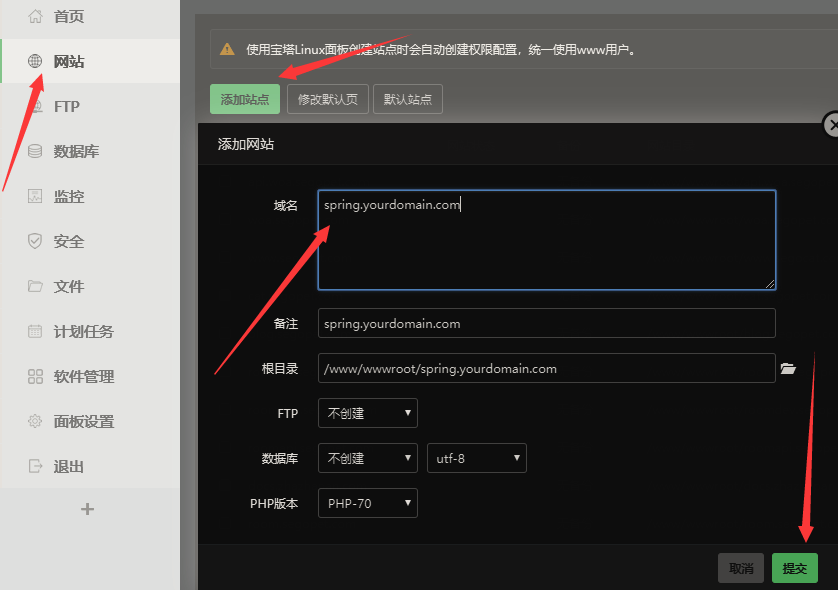 首页
网站
FTP
数据库
监控
安全
文件
计划任务
软件管理
面板设置
退出
使用宝塔Linux面板创建站点时会自动创建权限配置，统一使用www用户。
添加站点 修改默认页 默认站点
添加网站
域名 spring.yourdomain.com
备注 spring.yourdomain.com
根目录 /www/wwwroot/spring.yourdomain.com
FTP 不创建
数据库 不创建 utf-8
PHP版本 PHP-70
取消 提交